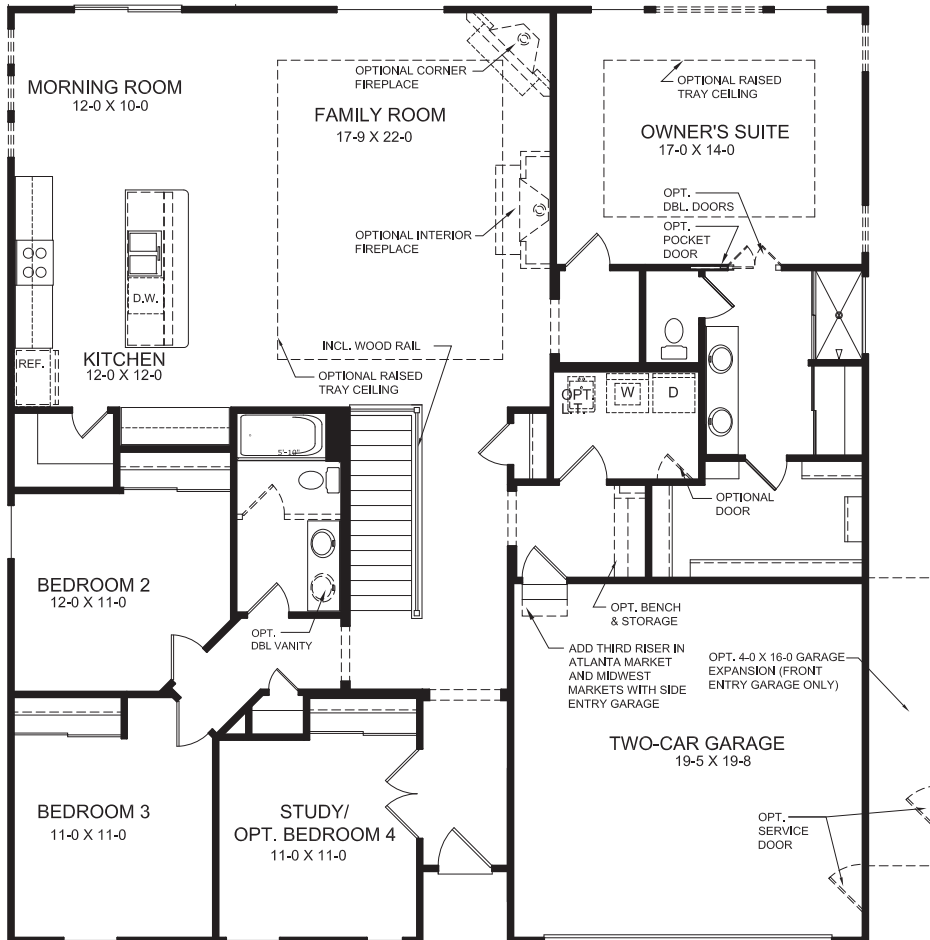 OPTIONAL CORNER
FIREPLACE
MORNING ROOM
12-0 X 10-0
FAMILY ROOM
17-9 X 22-0
OPTIONAL RAISED
TRAY CEILING
OWNER'S SUITE
17-0 X 14-0
OPT.
DBL. DOORS
OPT.
POCKET
DOOR
OPTIONAL INTERIOR
FIREPLACE
D.W.
REF.
KITCHEN
12-0 X 12-0
INCL. WOOD RAIL
OPTIONAL RAISED
TRAY CEILING
OPT.
L.T.
W
D
5'-10"
OPTIONAL
DOOR
BEDROOM 2
12-0 X 11-0
OPT.
DBL VANITY
OPT. BENCH
& STORAGE
ADD THIRD RISER IN
ATLANTA MARKET
AND MIDWEST
MARKETS WITH SIDE
ENTRY GARAGE
OPT. 4-0 X 16-0 GARAGE
EXPANSION (FRONT
ENTRY GARAGE ONLY)
TWO-CAR GARAGE
19-5 X 19-8
BEDROOM 3
11-0 X 11-0
STUDY/
OPT. BEDROOM 4
11-0 X 11-0
OPT.
SERVICE
DOOR